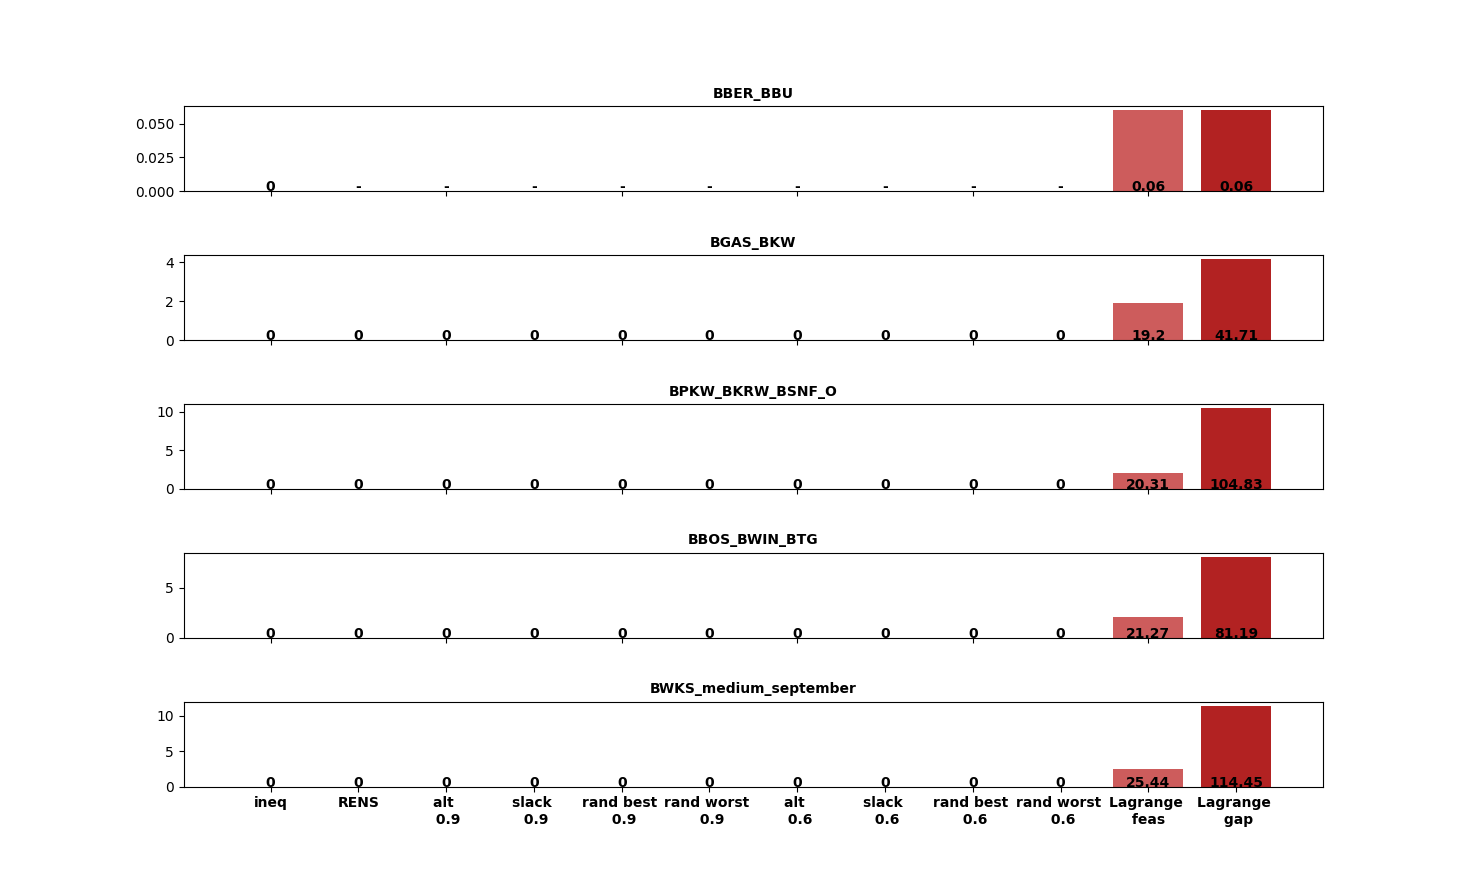 BBER_BBU
0.050
0.025
0.000
0 - - - - - - - - - 0.06 0.06
BGAS_BKW
4
2
0
0 0 0 0 0 0 0 0 0 0 19.2 41.71
BPKW_BKRW_BSNF_O
10
5
0
0 0 0 0 0 0 0 0 0 0 20.31 104.83
BBOS_BWIN_BTG
5
0
0 0 0 0 0 0 0 0 0 0 21.27 81.19
BWKS_medium_september
10
5
0
0 0 0 0 0 0 0 0 0 0 25.44 114.45
ineq RENS alt slack rand best rand worst alt slack rand best rand worst Lagrange Lagrange
0.9 0.9 0.9 0.9 0.6 0.6 0.6 0.6 feas gap